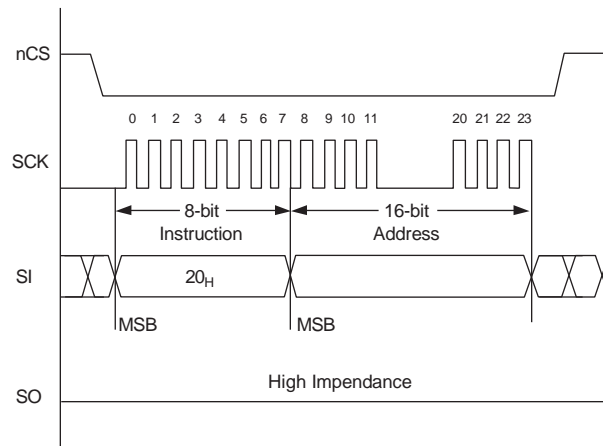 nCS
0 1 2 3 4 5 6 7 8 9 10 11 20 21 22 23
SCK
8-bit 16-bit
Instruction Address
SI 20H
MSB MSB
High Impendance
SO